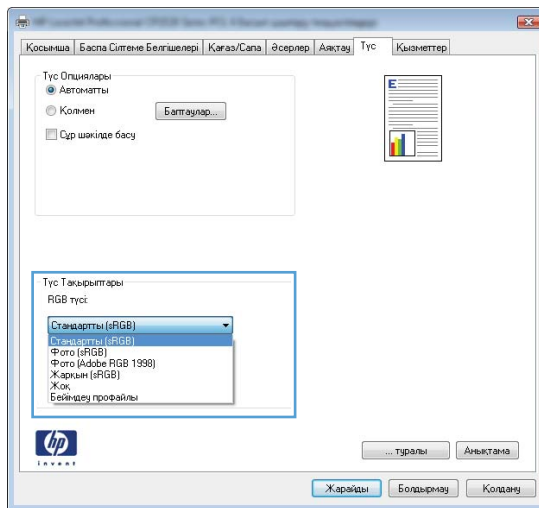 Қосымша Баспа Сілтеме Белгішелері Қағаз/Сапа Әсерлер Аяқтау Түс Қызметтер
Түс Опциялары
Автоматты
Қолмен Баптаулар...
Сұр шәкілде басу
E
Түс Тақырыптары
RGB түсі:
Стандартты (sRGB)
Стандартты (sRGB)
Фото (sRGB)
Фото (Adobe RGB 1998)
Жарқын (sRGB)
Жоқ
Бейімдеу профайлы
hp
invent
... туралы Анықтама
Жарайды Болдырмау Қолдану